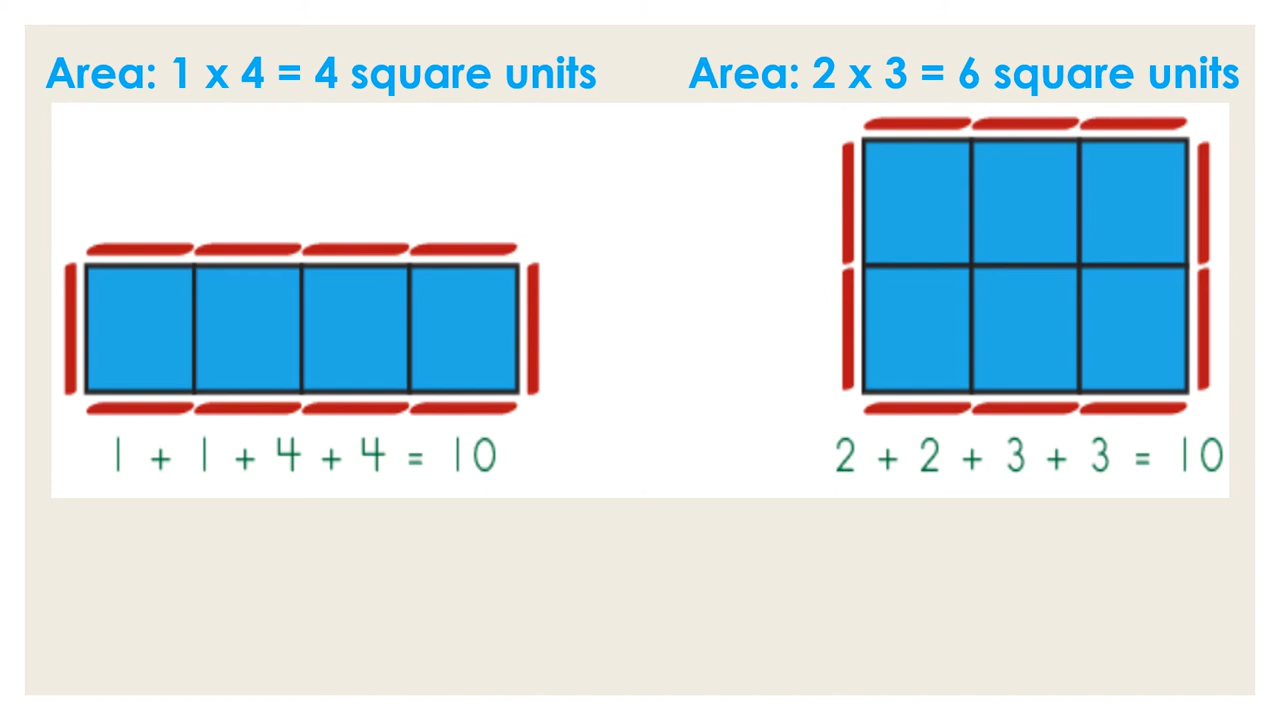 Area: 1 x 4 = 4 square units
Area: 2 x 3 = 6 square units
1 + 1 + 4 + 4 = 10
2 + 2 + 3 + 3 = 10